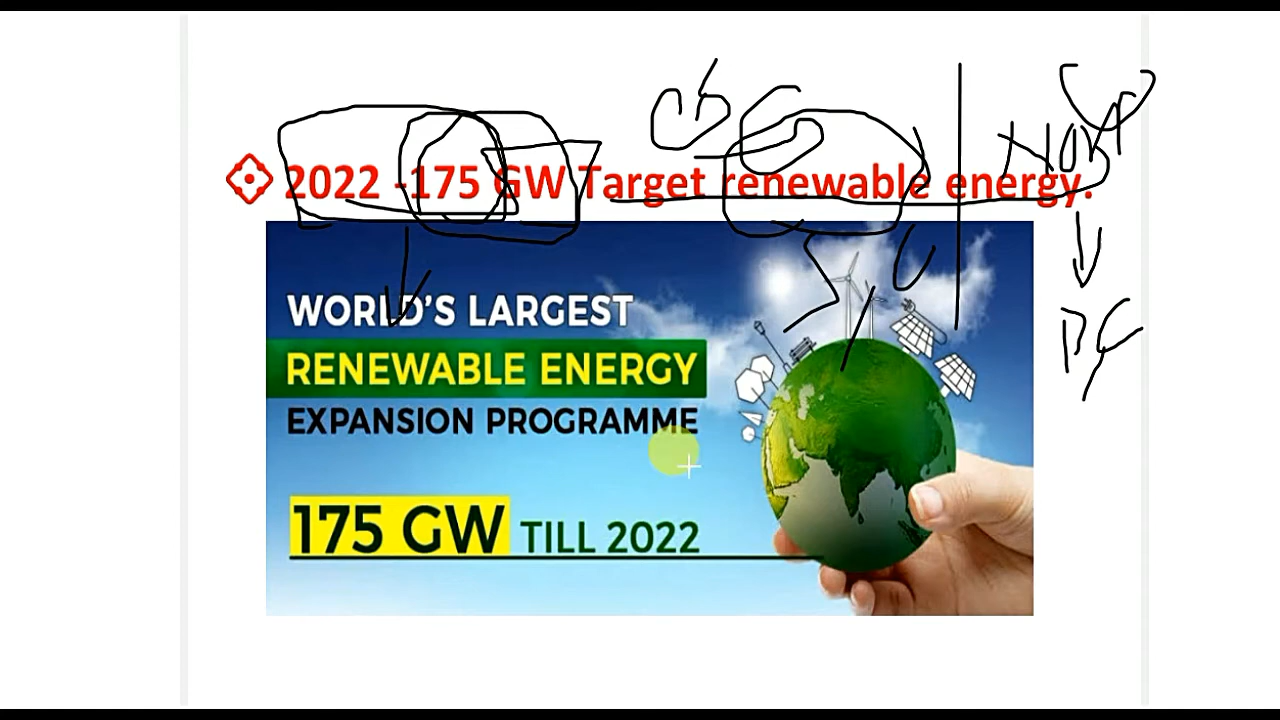 2022 -175 GW Target renewable energy.
WORLD'S LARGEST
RENEWABLE ENERGY
EXPANSION PROGRAMME
175 GW TILL 2022